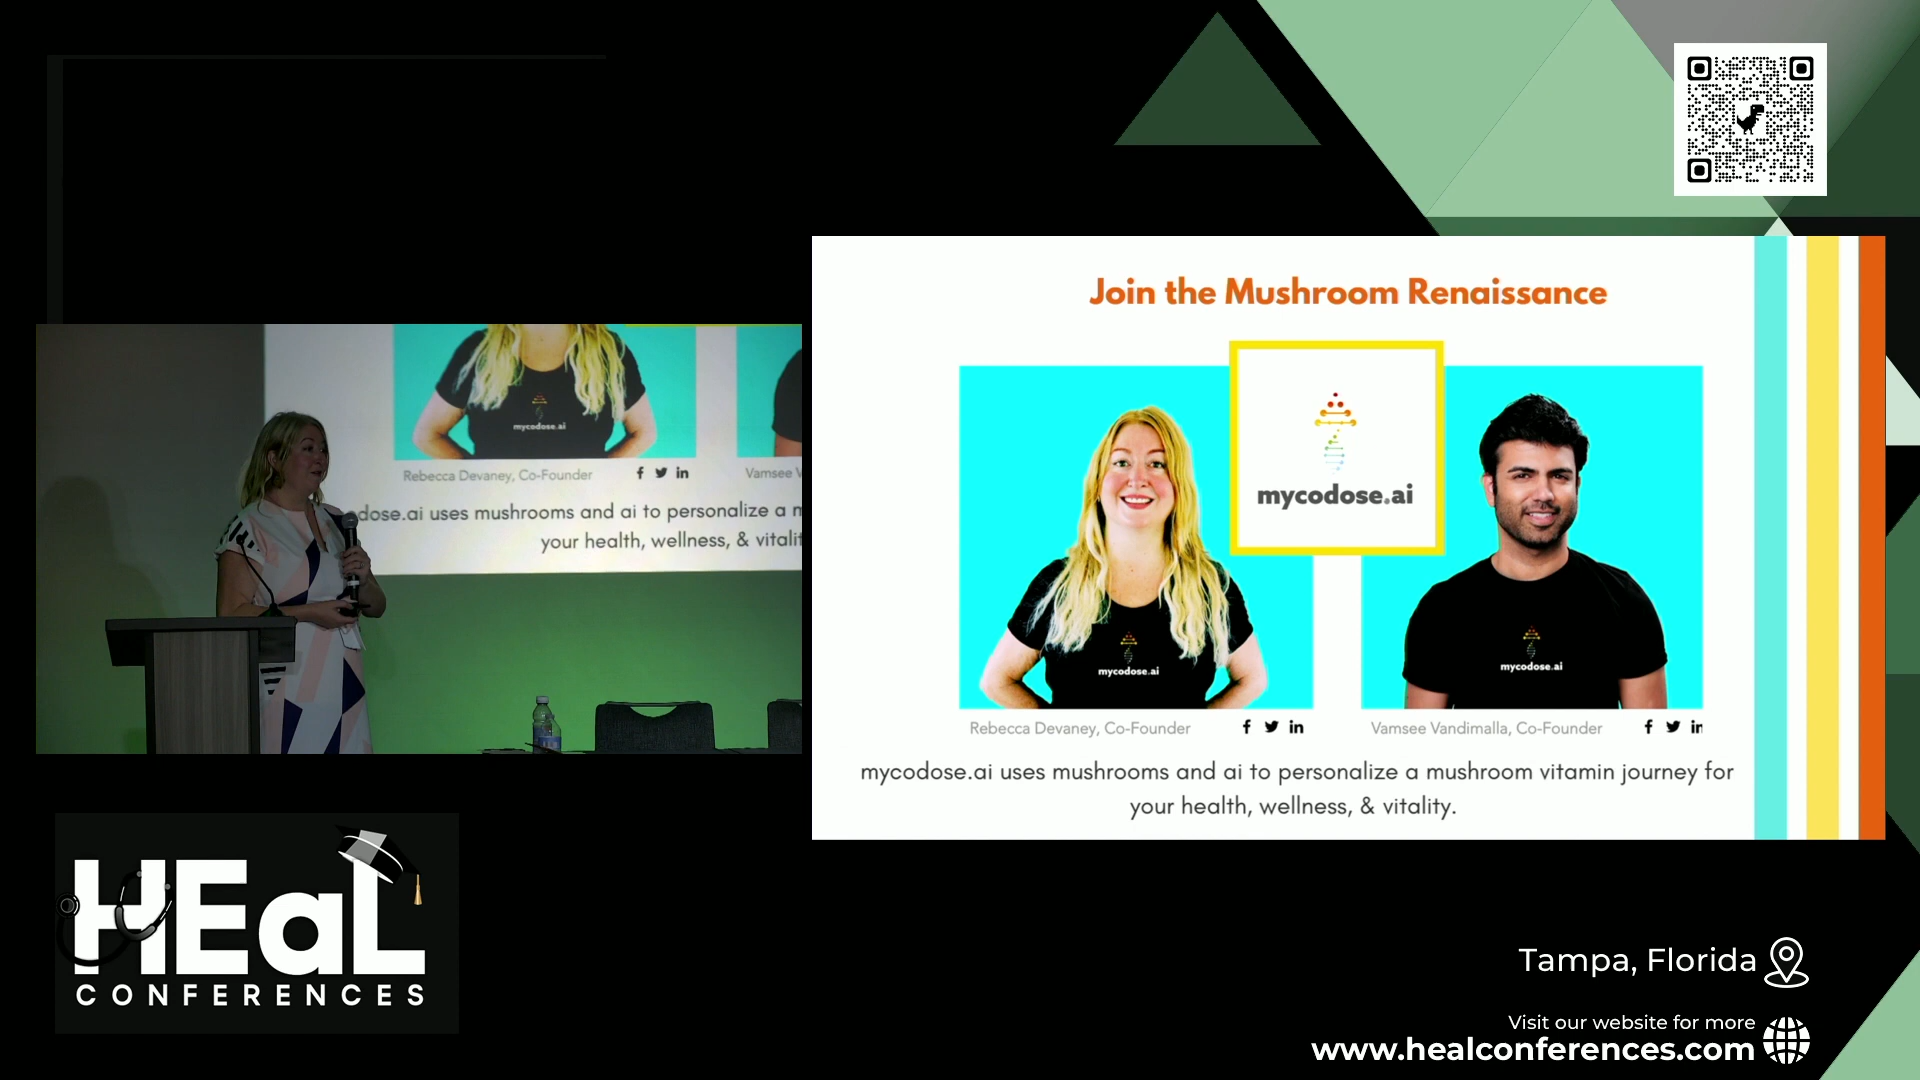 Join the Mushroom Renaissance
mycodose.ai
mycodose.ai
mycodose.ai
Rebecca Devaney, Co-Founder
Vamsee Vandimalla, Co-Founder
mycodose.ai uses mushrooms and ai to personalize a mushroom vitamin journey for
your health, wellness, & vitality.
mycodose.ai
Rebecca Devaney, Co-Founder
Vamsee V
dose.ai uses mushrooms and ai to personalize a m
your health, wellness, & vitalit
HEaL
CONFERENCES
Tampa, Florida
Visit our website for more
www.healconferences.com